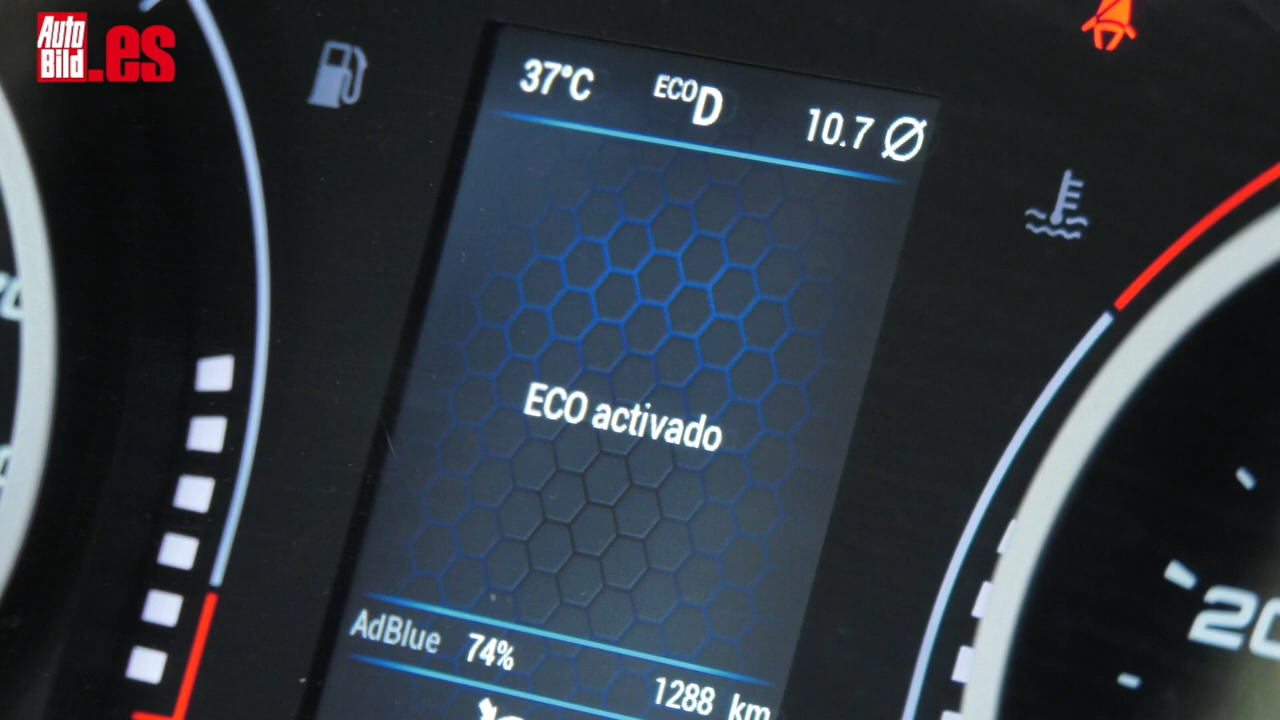 Auto
Bild.es
37°C ECO D 10.7 Ø
ECO activado
AdBlue 74%
1288 km